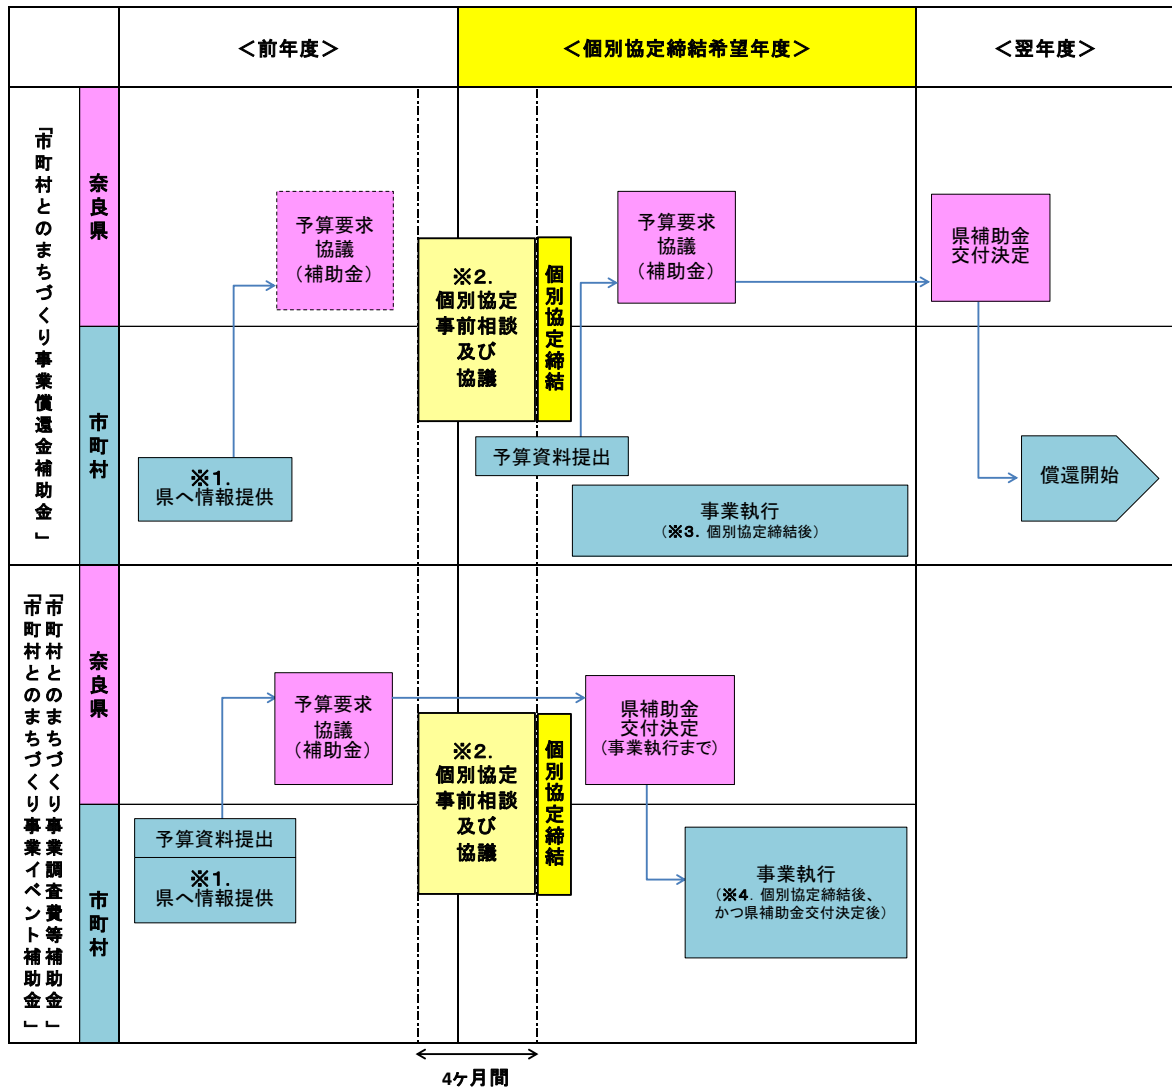 ＜前年度＞
＜個別協定締結希望年度＞
＜翌年度＞
「市町村とのまちづくり事業償還金補助金」
奈良県
予算要求
協議
（補助金）
※2．
個別協定
事前相談
及び
協議
個別協定締結
予算要求
協議
（補助金）
県補助金
交付決定
市町村
※1．
県へ情報提供
予算資料提出
事業執行
（※3．個別協定締結後）
償還開始
「市町村とのまちづくり事業調査費等補助金」
「市町村とのまちづくり事業イベント補助金」
奈良県
予算要求
協議
（補助金）
※2．
個別協定
事前相談
及び
協議
個別協定締結
県補助金
交付決定
（事業執行まで）
市町村
予算資料提出
※1．
県へ情報提供
事業執行
（※4．個別協定締結後、
かつ県補助金交付決定後）
4ヶ月間